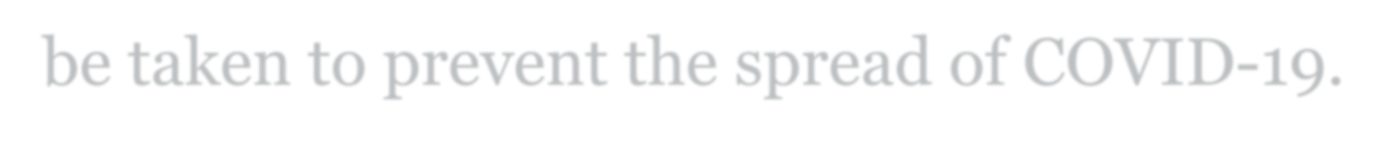 be taken to prevent the spread of COVID-19.